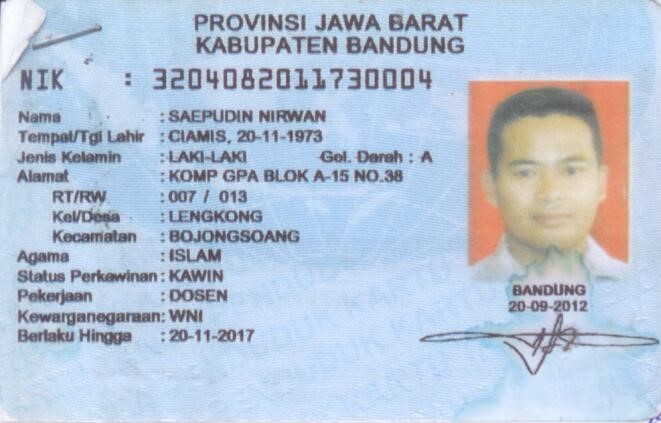 PROVINSI JAWA BARAT
KABUPATEN BANDUNG
NIK : 3204082011730004
Nama : SAEPUDIN NIRWAN
Tempat/Tgl Lahir : CIAMIS, 20-11-1973
Jenis Kelamin : LAKI-LAKI Gol. Darah : A
Alamat : KOMP GPA BLOK A-15 NO.38
RT/RW : 007 / 013
Kel/Desa : LENGKONG
Kecamatan : BOJONGSOANG
Agama : ISLAM
Status Perkawinan : KAWIN
Pekerjaan : DOSEN
Kewarganegaraan: WNI
Berlaku Hingga : 20-11-2017
BANDUNG
20-09-2012